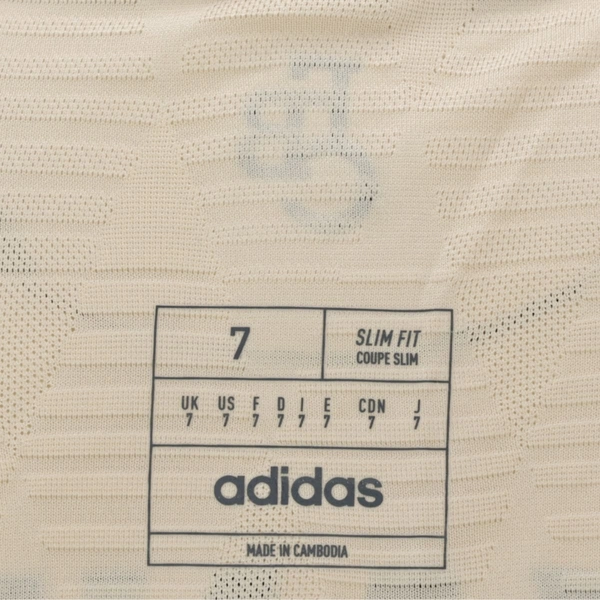 7
SLIM FIT
COUPE SLIM
UK US F D I E CDN J
7 7 7 7 7 7 7 7
adidas
MADE IN CAMBODIA